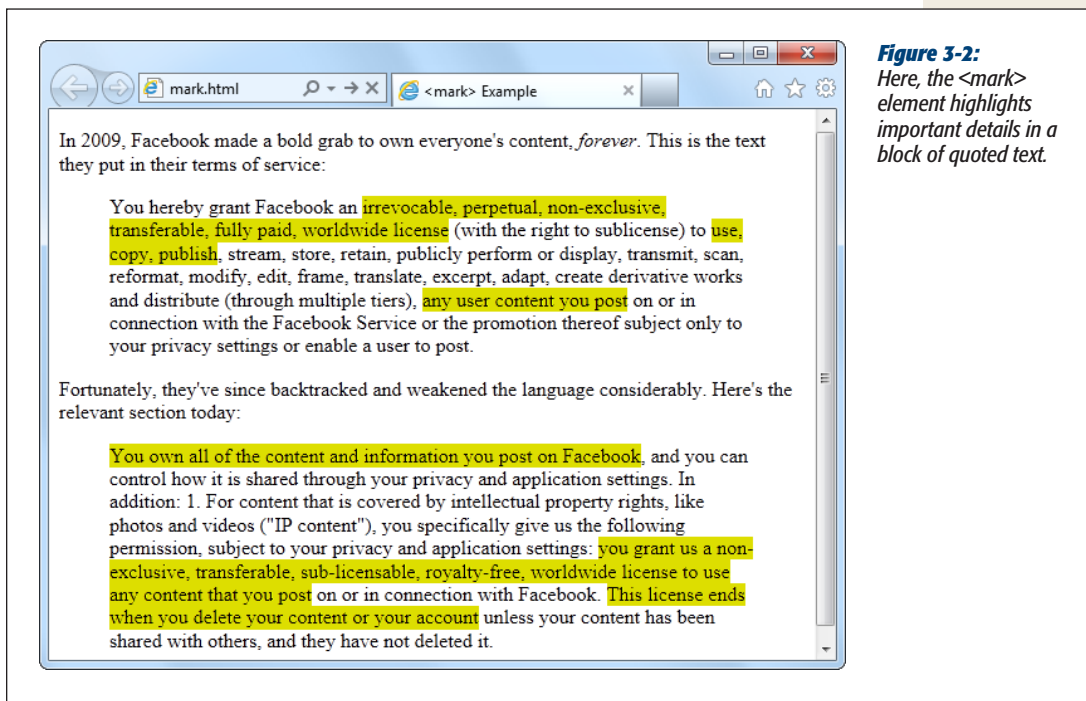 mark.html
<mark> Example
In 2009, Facebook made a bold grab to own everyone's content, forever. This is the text
they put in their terms of service:
You hereby grant Facebook an irrevocable, perpetual, non-exclusive,
transferable, fully paid, worldwide license (with the right to sublicense) to use,
copy, publish, stream, store, retain, publicly perform or display, transmit, scan,
reformat, modify, edit, frame, translate, excerpt, adapt, create derivative works
and distribute (through multiple tiers), any user content you post on or in
connection with the Facebook Service or the promotion thereof subject only to
your privacy settings or enable a user to post.
Fortunately, they've since backtracked and weakened the language considerably. Here's the
relevant section today:
You own all of the content and information you post on Facebook, and you can
control how it is shared through your privacy and application settings. In
addition: 1. For content that is covered by intellectual property rights, like
photos and videos ("IP content"), you specifically give us the following
permission, subject to your privacy and application settings: you grant us a non-
exclusive, transferable, sub-licensable, royalty-free, worldwide license to use
any content that you post on or in connection with Facebook. This license ends
when you delete your content or your account unless your content has been
shared with others, and they have not deleted it.
Figure 3-2:
Here, the <mark>
element highlights
important details in a
block of quoted text.